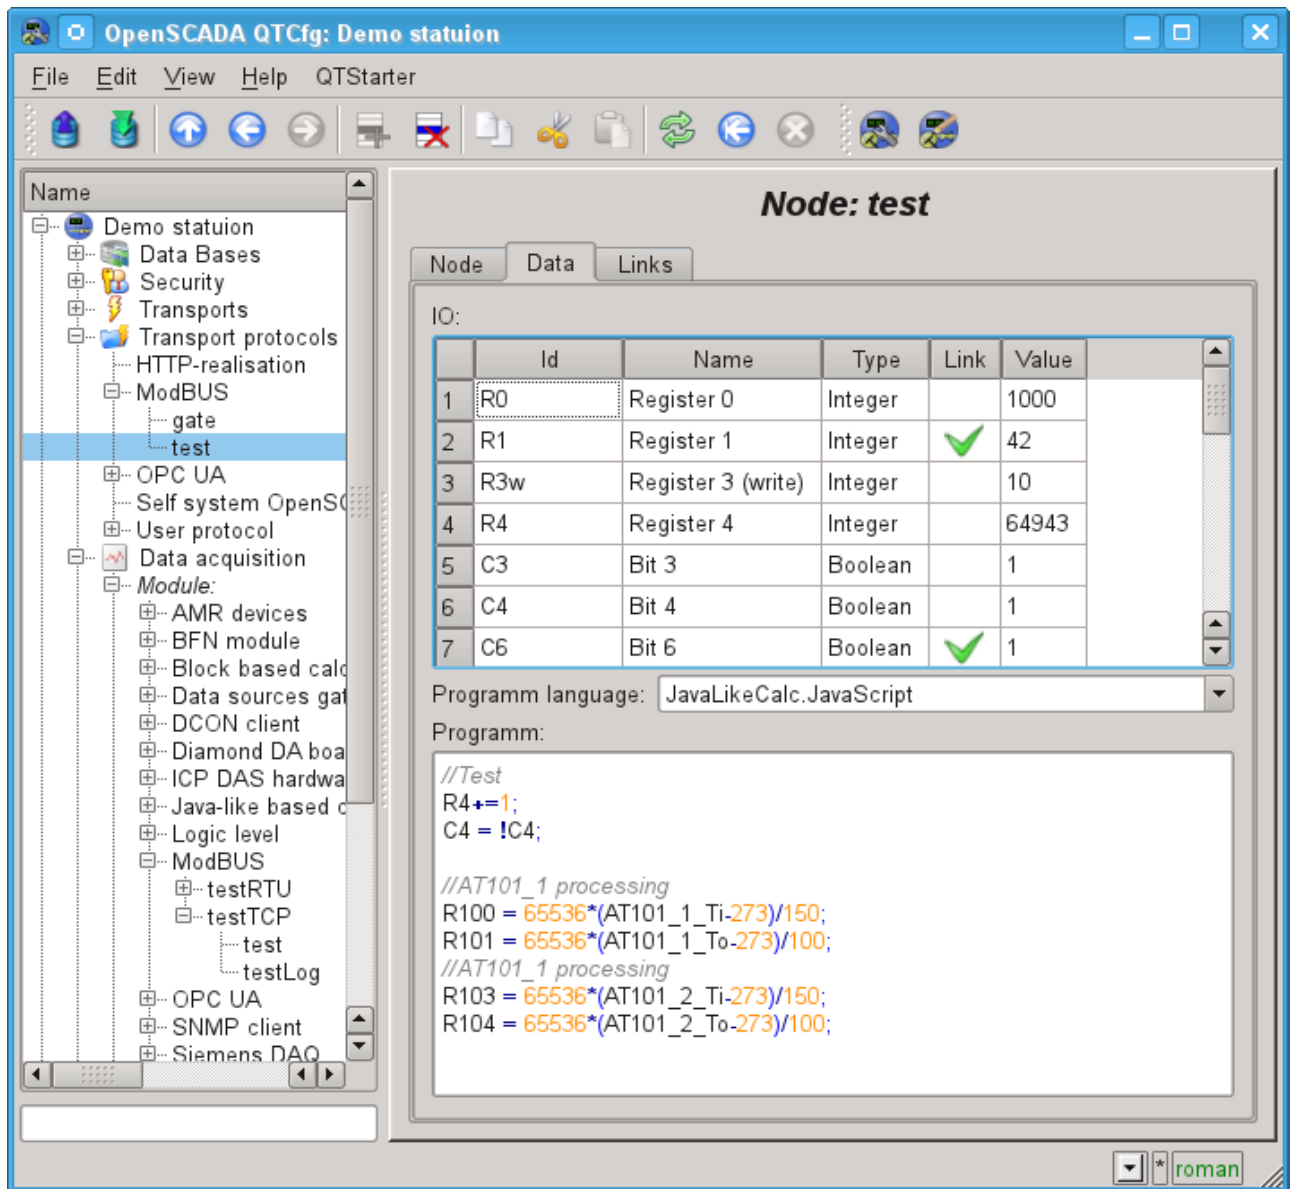 OpenSCADA QTCfg: Demo statuion
File Edit View Help QTStarter
Name
Demo statuion
Data Bases
Security
Transports
Transport protocols
HTTP-realisation
ModBUS
gate
test
OPC UA
Self system OpenSC
User protocol
Data acquisition
Module:
AMR devices
BFN module
Block based calc
Data sources gat
DCON client
Diamond DA boa
ICP DAS hardwa
Java-like based c
Logic level
ModBUS
testRTU
testTCP
test
testLog
OPC UA
SNMP client
Siemens DAQ
Node: test
Node Data Links
IO:
Id Name Type Link Value
1 R0 Register 0 Integer 1000
2 R1 Register 1 Integer 42
3 R3w Register 3 (write) Integer 10
4 R4 Register 4 Integer 64943
5 C3 Bit 3 Boolean 1
6 C4 Bit 4 Boolean 1
7 C6 Bit 6 Boolean 1
Programm language: JavaLikeCalc.JavaScript
Programm:
//Test
R4+=1;
C4 = !C4;
//AT101_1 processing
R100 = 65536*(AT101_1_Ti-273)/150;
R101 = 65536*(AT101_1_To-273)/100;
//AT101_1 processing
R103 = 65536*(AT101_2_Ti-273)/150;
R104 = 65536*(AT101_2_To-273)/100;
* roman